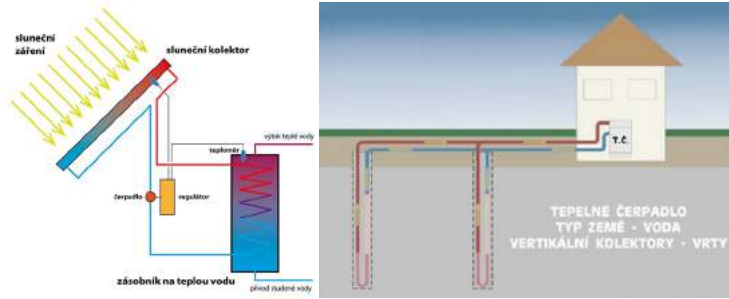 sluneční
záření
sluneční kolektor
výtok teplé vody
teploměr
čerpadlo
regulátor
zásobník na teplou vodu
přívod studené vody
T.Č.
TEPELNÉ ČERPADLO
TYP ZEMĚ - VODA
VERTIKÁLNÍ KOLEKTORY - VRTY